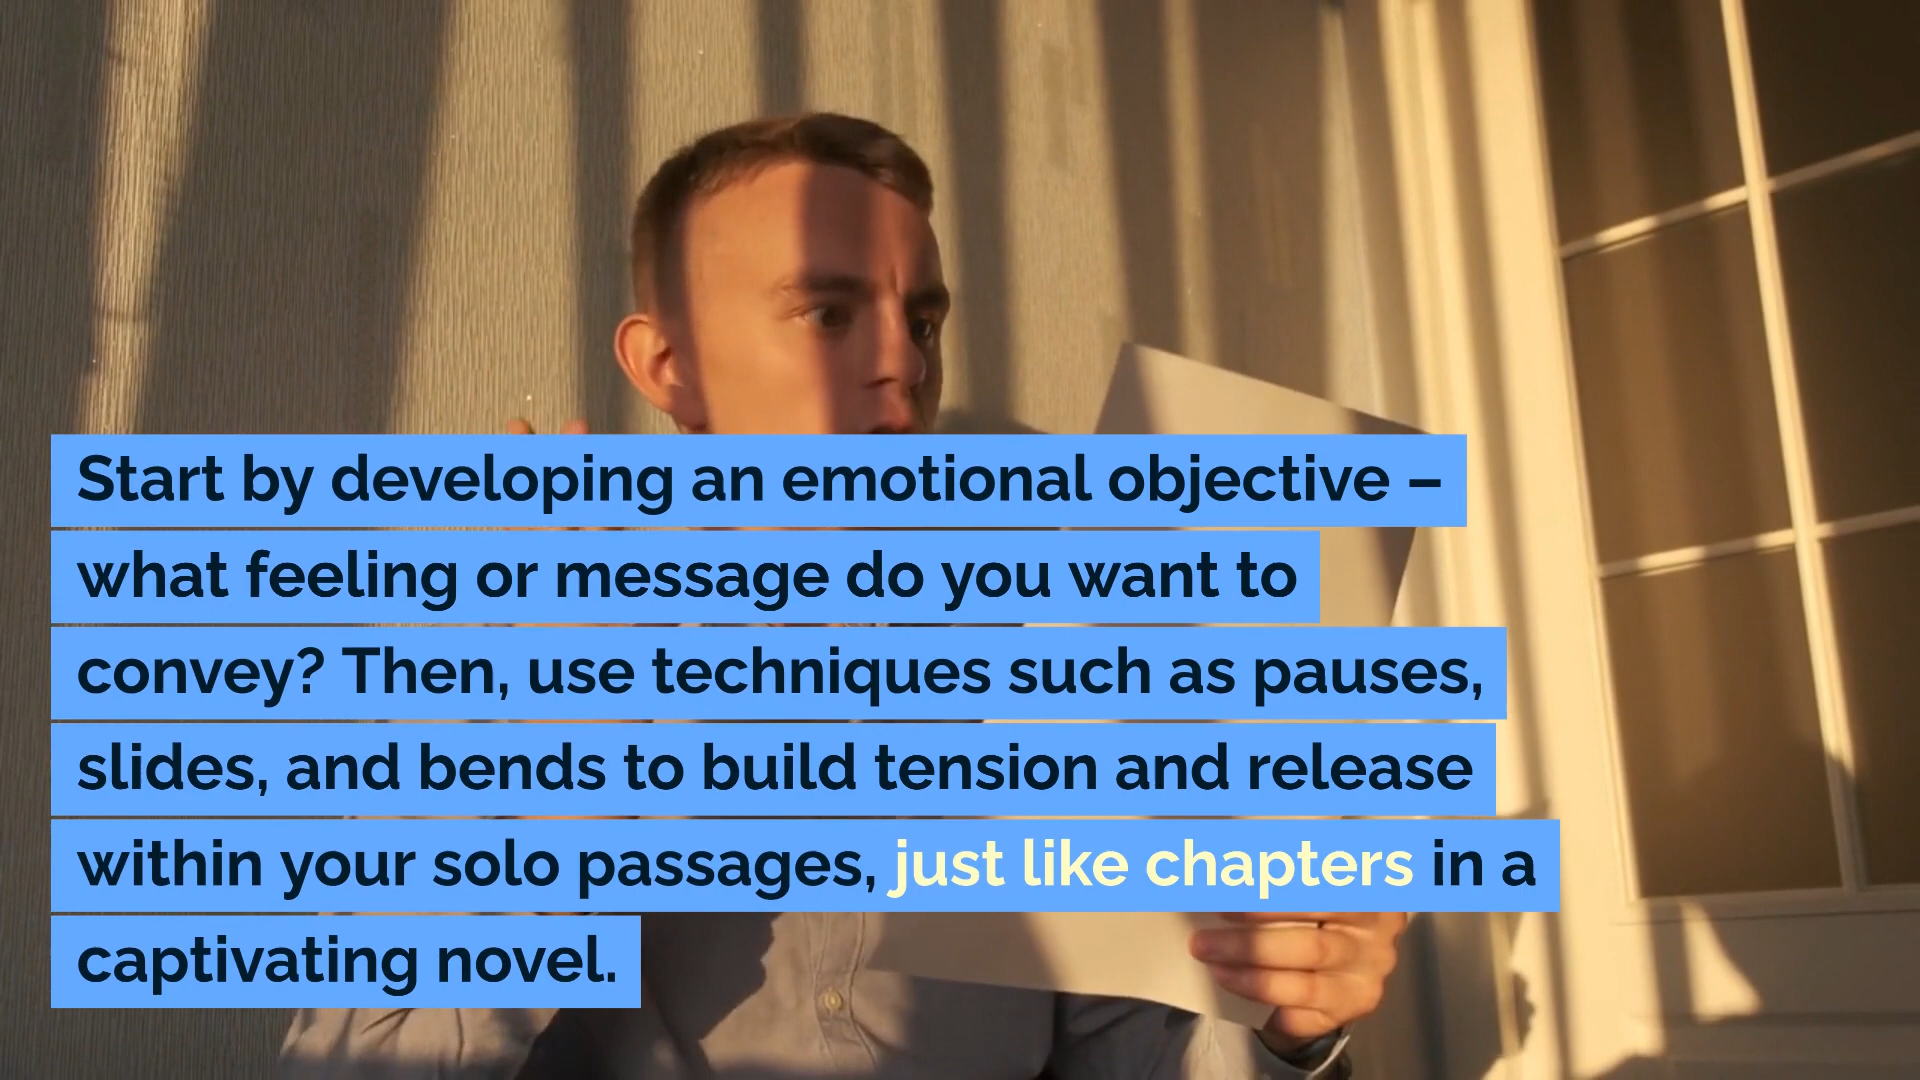 Start by developing an emotional objective –
what feeling or message do you want to
convey? Then, use techniques such as pauses,
slides, and bends to build tension and release
within your solo passages, just like chapters in a
captivating novel.